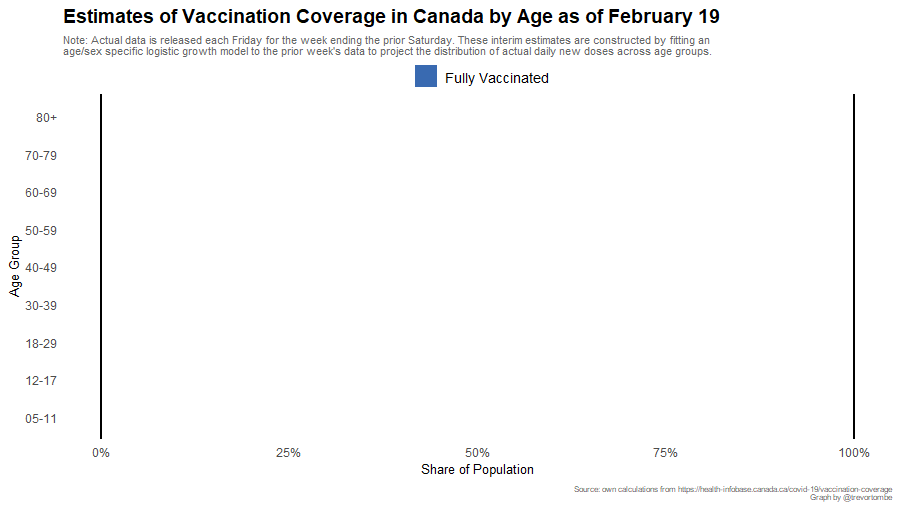 Estimates of Vaccination Coverage in Canada by Age as of February 19
Note: Actual data is released each Friday for the week ending the prior Saturday. These interim estimates are constructed by fitting an
age/sex specific logistic growth model to the prior week's data to project the distribution of actual daily new doses across age groups.
Fully Vaccinated
Age Group
80+
70-79
60-69
50-59
40-49
30-39
18-29
12-17
05-11
0% 25% 50% 75% 100%
Share of Population
Source: own calculations from https://health-infobase.canada.ca/covid-19/vaccination-coverage
Graph by @trevortombe